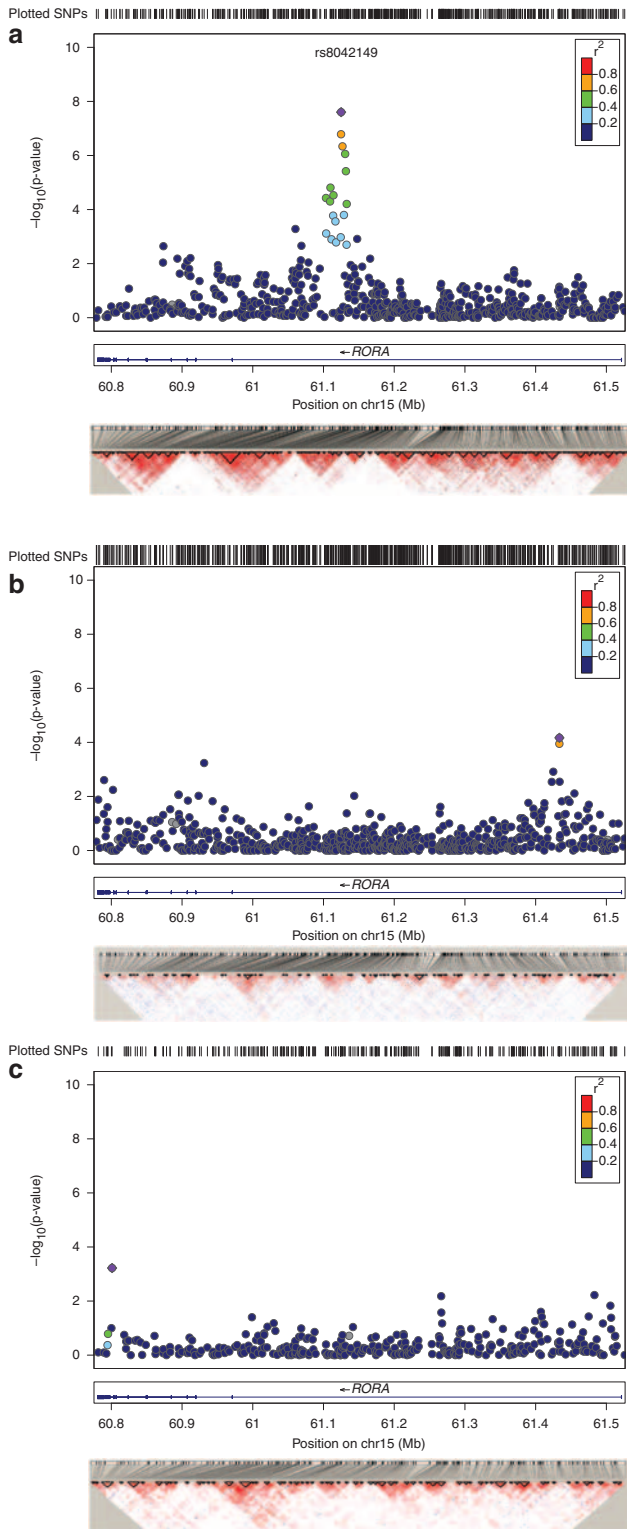 Plotted SNPs
a
rs8042149
10
8
6
4
2
0
−log10(p-value)
r2
0.8
0.6
0.4
0.2
←RORA
60.8 60.9 61 61.1 61.2 61.3 61.4 61.5
Position on chr15 (Mb)
Plotted SNPs
b
10
8
6
4
2
0
−log10(p-value)
r2
0.8
0.6
0.4
0.2
←RORA
60.8 60.9 61 61.1 61.2 61.3 61.4 61.5
Position on chr15 (Mb)
Plotted SNPs
c
10
8
6
4
2
0
−log10(p-value)
r2
0.8
0.6
0.4
0.2
←RORA
60.8 60.9 61 61.1 61.2 61.3 61.4 61.5
Position on chr15 (Mb)